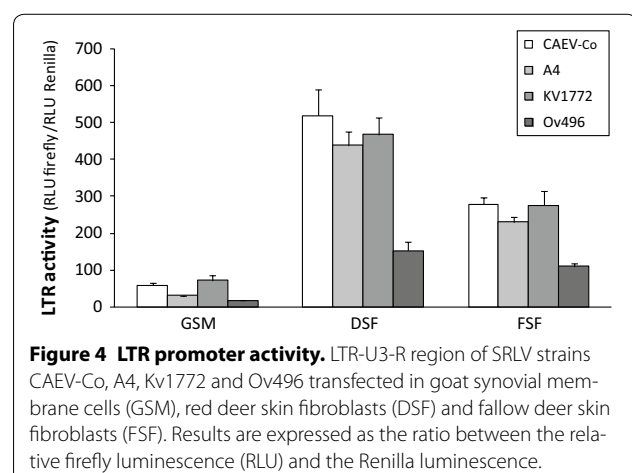 CAEV-Co
A4
KV1772
Ov496
LTR activity (RLU firefly/RLU Renilla)
700
600
500
400
300
200
100
0
GSM
DSF
FSF
Figure 4 LTR promoter activity. LTR-U3-R region of SRLV strains
CAEV-Co, A4, Kv1772 and Ov496 transfected in goat synovial mem-
brane cells (GSM), red deer skin fibroblasts (DSF) and fallow deer skin
fibroblasts (FSF). Results are expressed as the ratio between the rela-
tive firefly luminescence (RLU) and the Renilla luminescence.